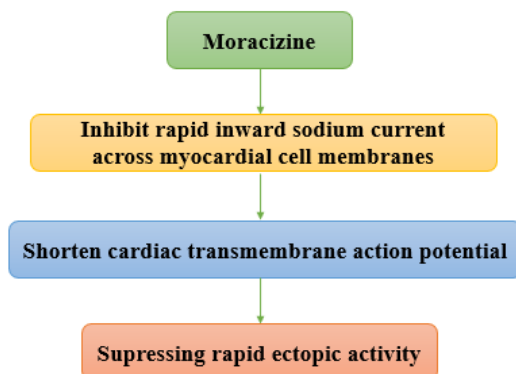 Moracizine
Inhibit rapid inward sodium current
across myocardial cell membranes
Shorten cardiac transmembrane action potential
Supressing rapid ectopic activity